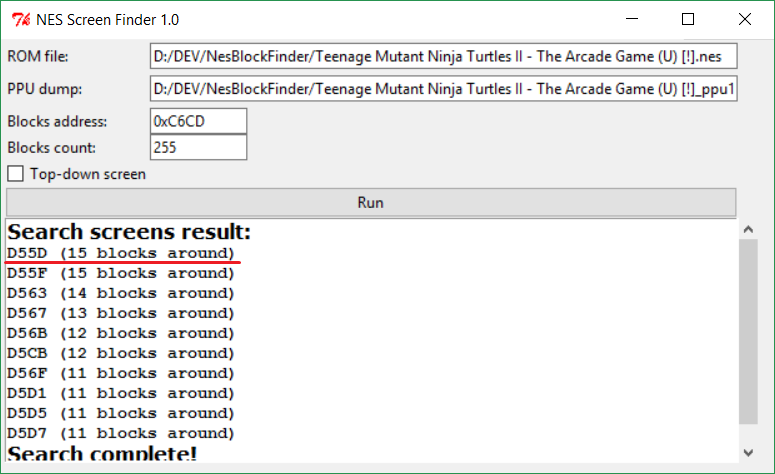 NES Screen Finder 1.0
ROM file: D:/DEV/NesBlockFinder/Teenage Mutant Ninja Turtles II - The Arcade Game (U) [!].nes
PPU dump: D:/DEV/NesBlockFinder/Teenage Mutant Ninja Turtles II - The Arcade Game (U) [!]_ppu1
Blocks address: 0xC6CD
Blocks count: 255
Top-down screen
Run
Search screens result:
D55D (15 blocks around)
D55F (15 blocks around)
D563 (14 blocks around)
D567 (13 blocks around)
D56B (12 blocks around)
D5CB (12 blocks around)
D56F (11 blocks around)
D5D1 (11 blocks around)
D5D5 (11 blocks around)
D5D7 (11 blocks around)
Search complete!